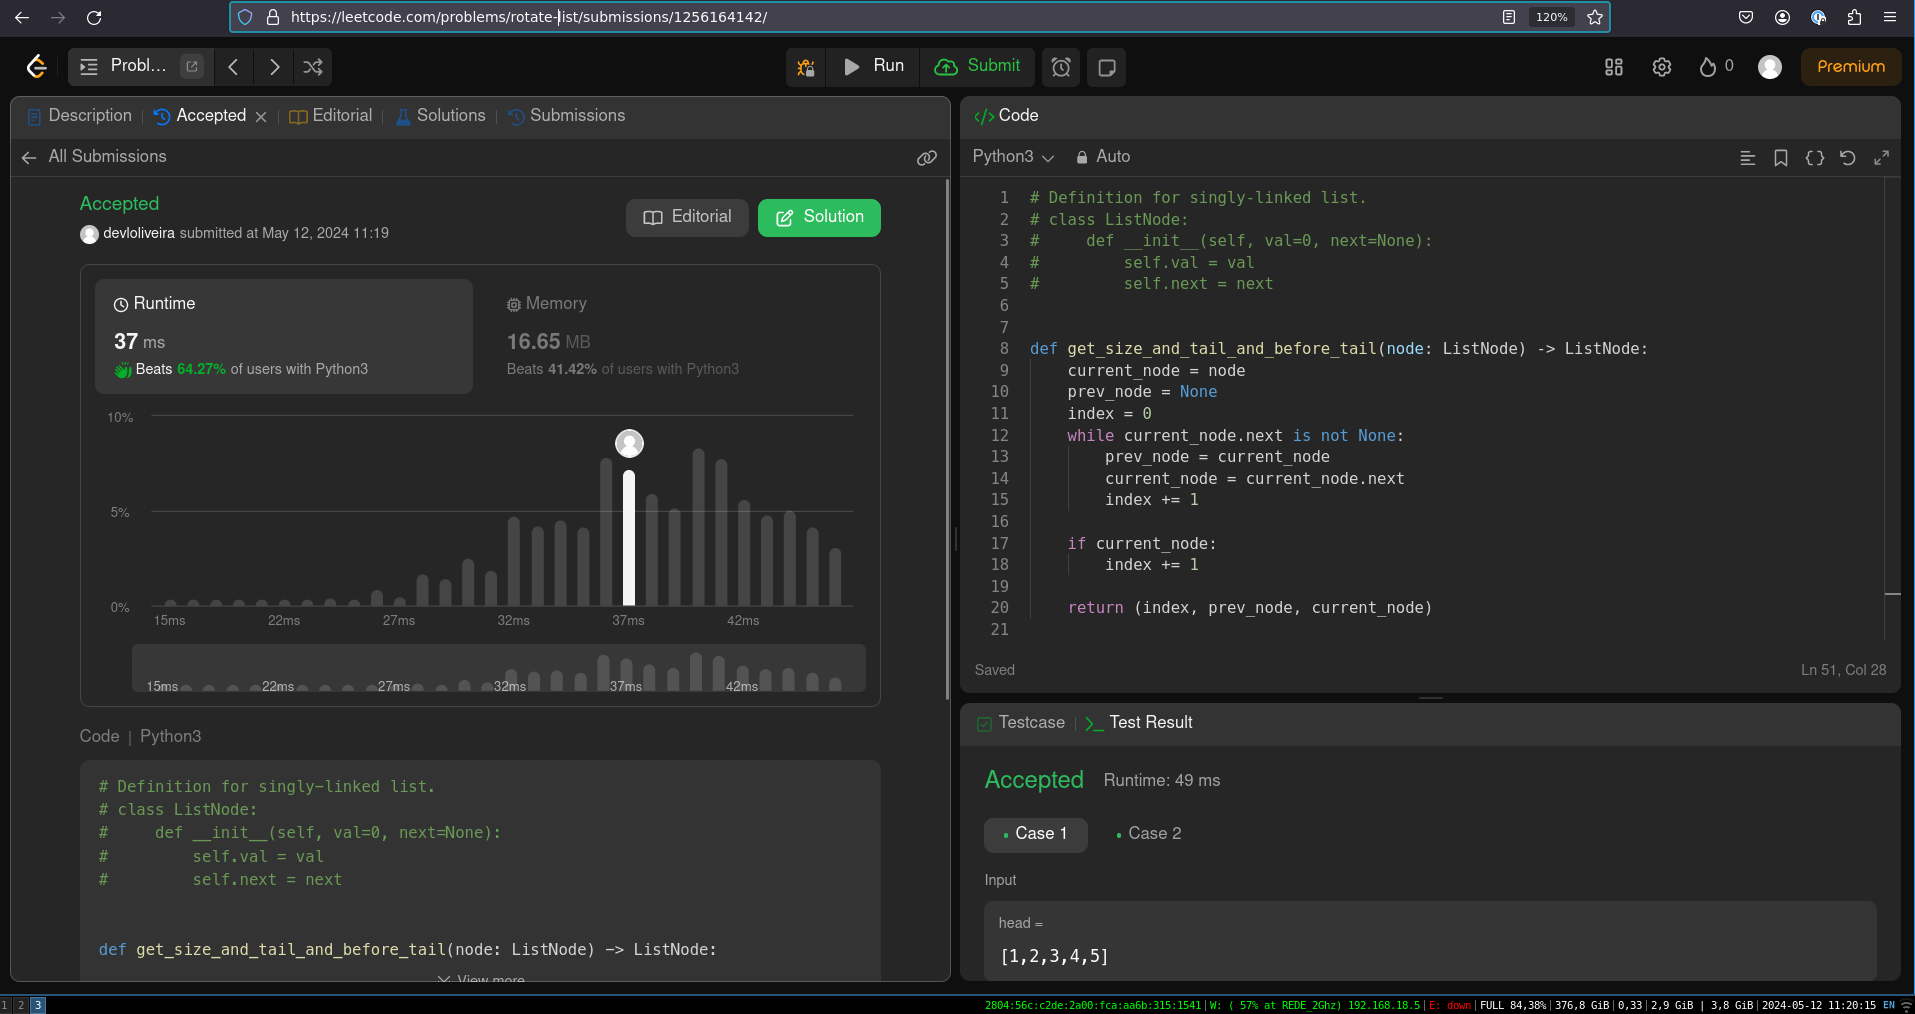 https://leetcode.com/problems/rotate-list/submissions/1256164142/
120%
Probl...
Run
Submit
0
Premium
Description
Accepted
Editorial
Solutions
Submissions
All Submissions
Accepted
Editorial
Solution
devloliveira submitted at May 12, 2024 11:19
Runtime
37 ms
Beats 64.27% of users with Python3
Memory
16.65 MB
Beats 41.42% of users with Python3
10%
5%
0%
15ms 22ms 27ms 32ms 37ms 42ms
15ms 22ms 27ms 32ms 37ms 42ms
Code | Python3
# Definition for singly-linked list.
# class ListNode:
#     def __init__(self, val=0, next=None):
#         self.val = val
#         self.next = next
def get_size_and_tail_and_before_tail(node: ListNode) -> ListNode:
View more
</> Code
Python3
Auto
1 # Definition for singly-linked list.
2 # class ListNode:
3 #     def __init__(self, val=0, next=None):
4 #         self.val = val
5 #         self.next = next
6
7
8 def get_size_and_tail_and_before_tail(node: ListNode) -> ListNode:
9     current_node = node
10     prev_node = None
11     index = 0
12     while current_node.next is not None:
13         prev_node = current_node
14         current_node = current_node.next
15         index += 1
16
17     if current_node:
18         index += 1
19
20     return (index, prev_node, current_node)
21
Saved
Ln 51, Col 28
Testcase
Test Result
Accepted
Runtime: 49 ms
• Case 1
• Case 2
Input
head =
[1,2,3,4,5]
1 2 3
2804:56c:c2de:2a00:fca:aa6b:315:1541|W: ( 57% at REDE_2Ghz) 192.168.18.5|E: down|FULL 84,38%|376,8 GiB|0,33|2,9 GiB | 3,8 GiB|2024-05-12 11:20:15 EN